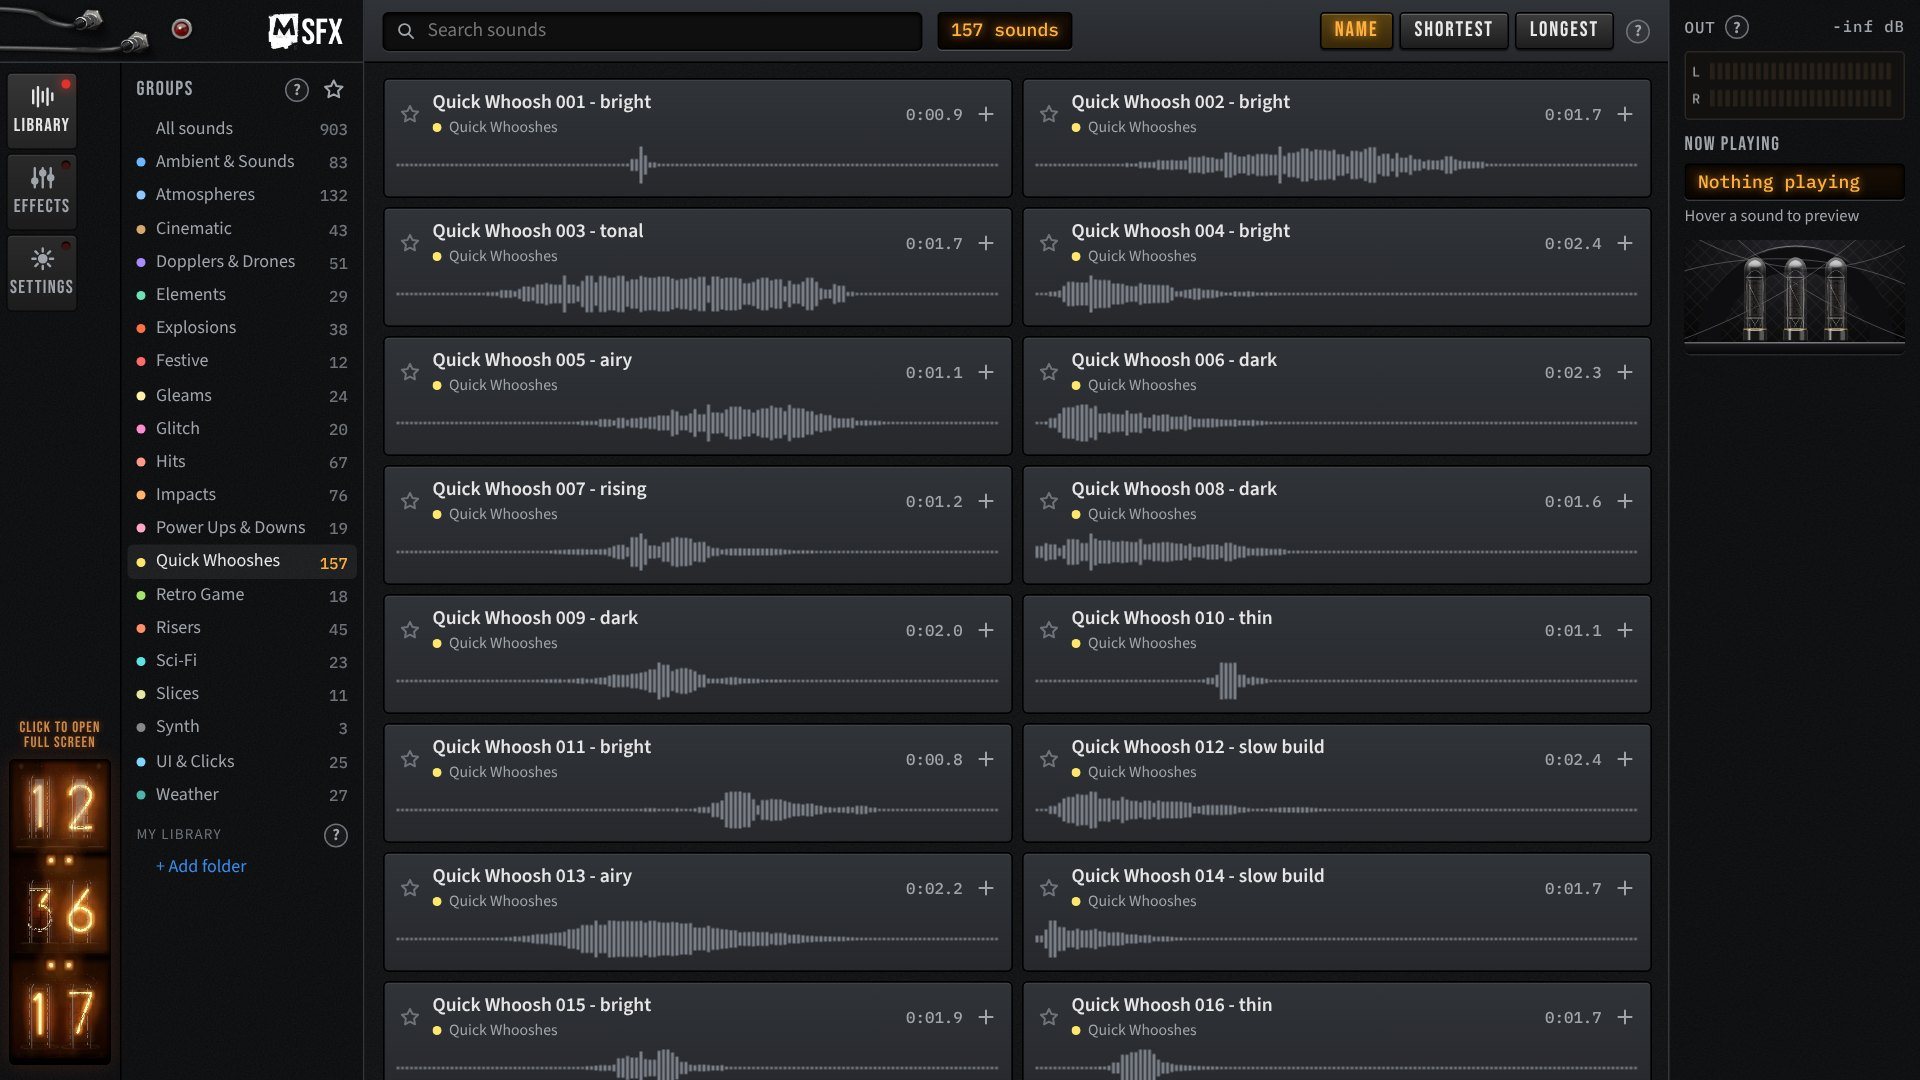 MSFX
Search sounds
157 sounds
NAME
SHORTEST
LONGEST
?
OUT ?
-inf dB
L
R
NOW PLAYING
Nothing playing
Hover a sound to preview
LIBRARY
EFFECTS
SETTINGS
CLICK TO OPEN
FULL SCREEN
12
36
17
GROUPS ?
All sounds 903
Ambient & Sounds 83
Atmospheres 132
Cinematic 43
Dopplers & Drones 51
Elements 29
Explosions 38
Festive 12
Gleams 24
Glitch 20
Hits 67
Impacts 76
Power Ups & Downs 19
Quick Whooshes 157
Retro Game 18
Risers 45
Sci-Fi 23
Slices 11
Synth 3
UI & Clicks 25
Weather 27
MY LIBRARY ?
+ Add folder
Quick Whoosh 001 - bright 0:00.9 +
Quick Whooshes
Quick Whoosh 002 - bright 0:01.7 +
Quick Whooshes
Quick Whoosh 003 - tonal 0:01.7 +
Quick Whooshes
Quick Whoosh 004 - bright 0:02.4 +
Quick Whooshes
Quick Whoosh 005 - airy 0:01.1 +
Quick Whooshes
Quick Whoosh 006 - dark 0:02.3 +
Quick Whooshes
Quick Whoosh 007 - rising 0:01.2 +
Quick Whooshes
Quick Whoosh 008 - dark 0:01.6 +
Quick Whooshes
Quick Whoosh 009 - dark 0:02.0 +
Quick Whooshes
Quick Whoosh 010 - thin 0:01.1 +
Quick Whooshes
Quick Whoosh 011 - bright 0:00.8 +
Quick Whooshes
Quick Whoosh 012 - slow build 0:02.4 +
Quick Whooshes
Quick Whoosh 013 - airy 0:02.2 +
Quick Whooshes
Quick Whoosh 014 - slow build 0:01.7 +
Quick Whooshes
Quick Whoosh 015 - bright 0:01.9 +
Quick Whooshes
Quick Whoosh 016 - thin 0:01.7 +
Quick Whooshes